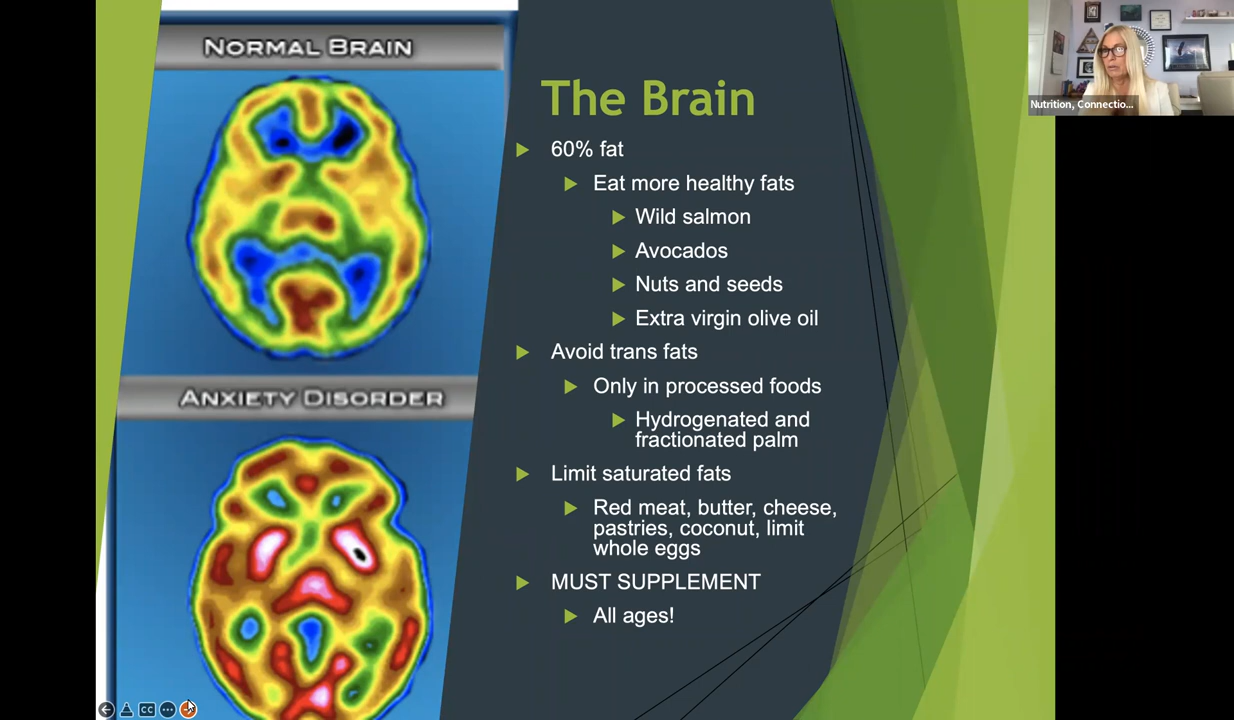 NORMAL BRAIN
ANXIETY DISORDER
The Brain
60% fat
Eat more healthy fats
Wild salmon
Avocados
Nuts and seeds
Extra virgin olive oil
Avoid trans fats
Only in processed foods
Hydrogenated and
fractionated palm
Limit saturated fats
Red meat, butter, cheese,
pastries, coconut, limit
whole eggs
MUST SUPPLEMENT
All ages!
Nutrition, Connectio...
CC